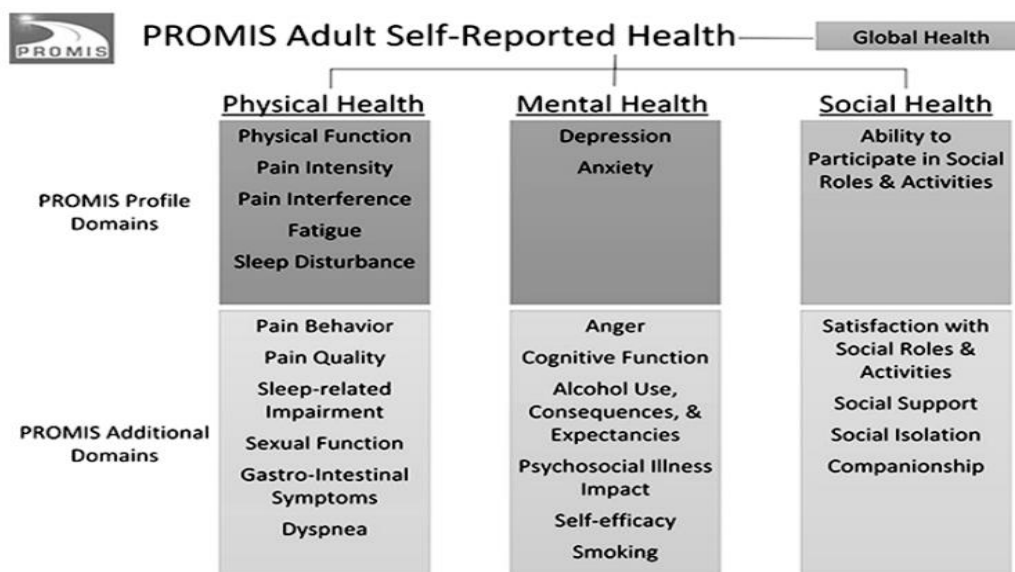 PROMIS
PROMIS Adult Self-Reported Health
Global Health
Physical Health
Mental Health
Social Health
PROMIS Profile
Domains
Physical Function
Pain Intensity
Pain Interference
Fatigue
Sleep Disturbance
Depression
Anxiety
Ability to
Participate in Social
Roles & Activities
PROMIS Additional
Domains
Pain Behavior
Pain Quality
Sleep-related
Impairment
Sexual Function
Gastro-Intestinal
Symptoms
Dyspnea
Anger
Cognitive Function
Alcohol Use,
Consequences, &
Expectancies
Psychosocial Illness
Impact
Self-efficacy
Smoking
Satisfaction with
Social Roles &
Activities
Social Support
Social Isolation
Companionship